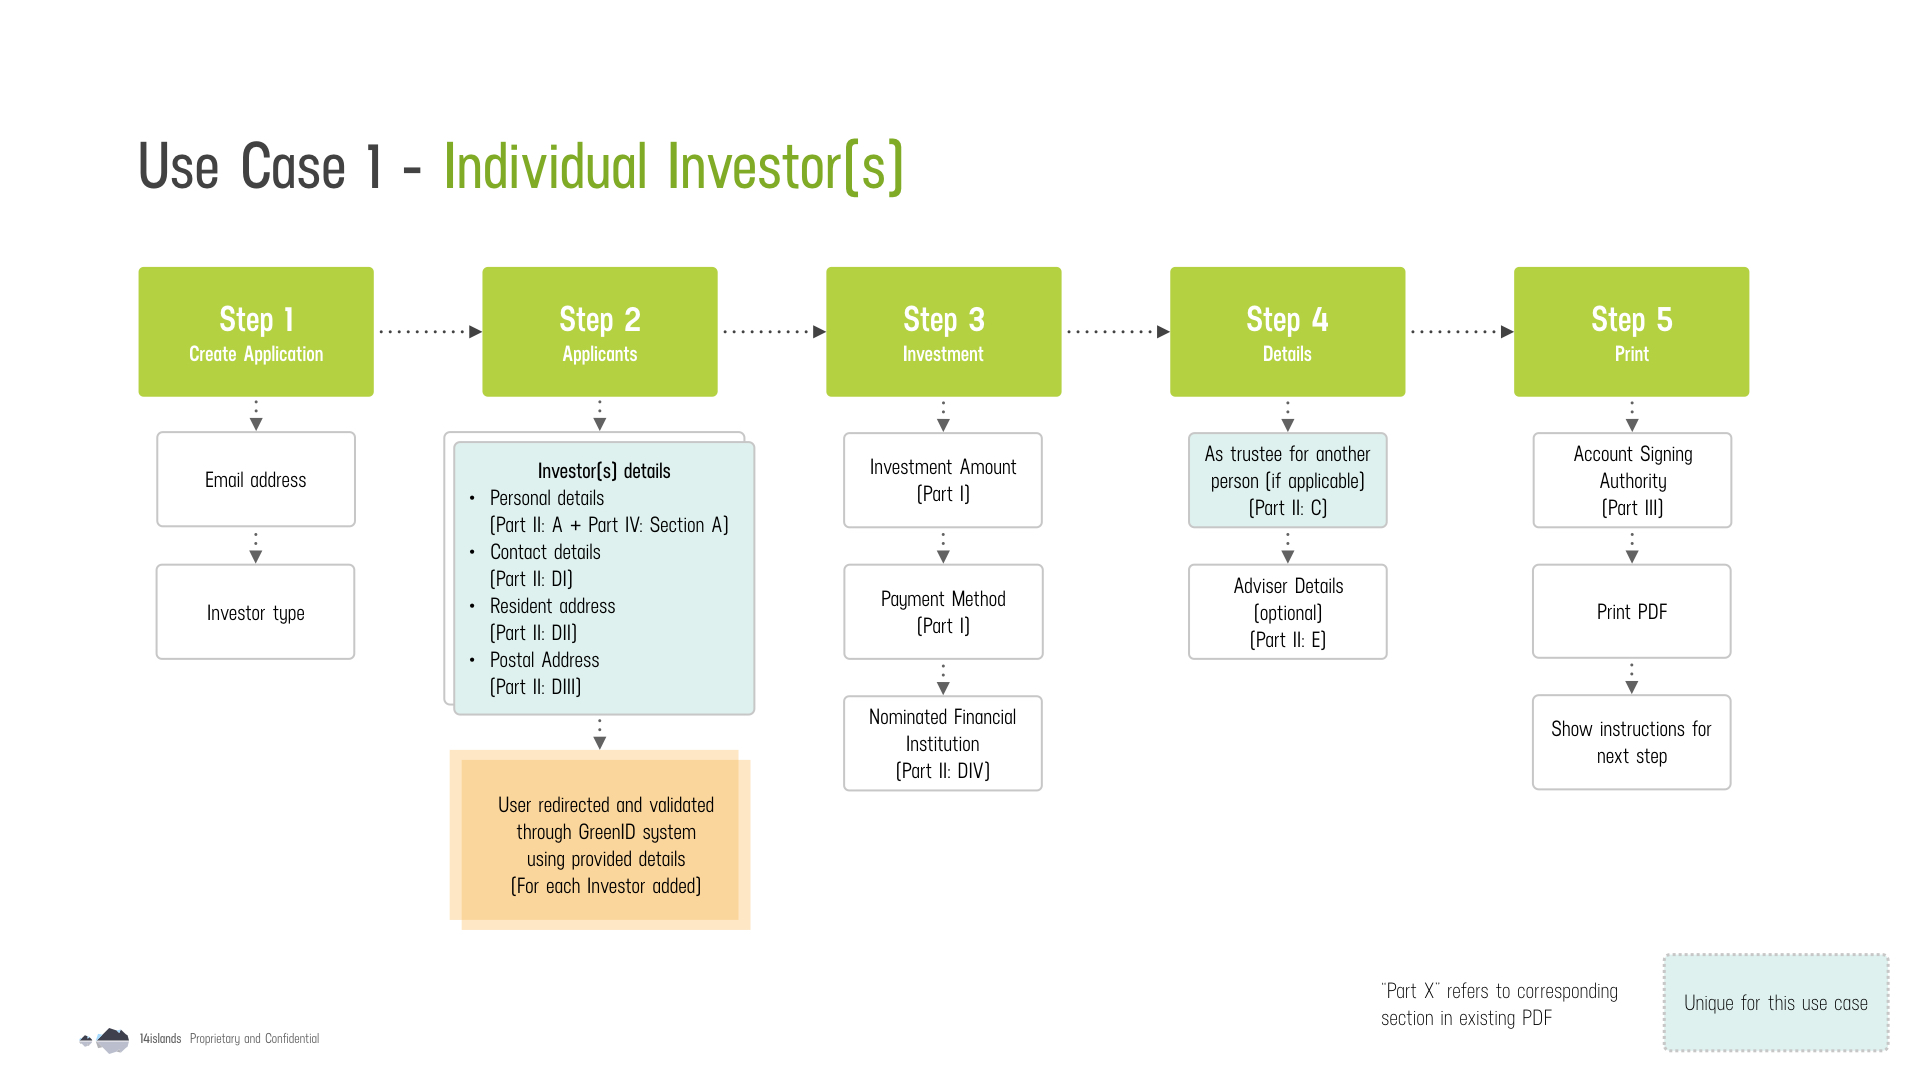 Use Case 1 - Individual Investor(s)
Step 1
Create Application
Email address
Investor type
Step 2
Applicants
Investor(s) details
• Personal details
(Part II: A + Part IV: Section A)
• Contact details
(Part II: DI)
• Resident address
(Part II: DII)
• Postal Address
(Part II: DIII)
User redirected and validated
through GreenID system
using provided details
(For each Investor added)
Step 3
Investment
Investment Amount
(Part I)
Payment Method
(Part I)
Nominated Financial
Institution
(Part II: DIV)
Step 4
Details
As trustee for another
person (if applicable)
(Part II: C)
Adviser Details
(optional)
(Part II: E)
Step 5
Print
Account Signing
Authority
(Part III)
Print PDF
Show instructions for
next step
"Part X" refers to corresponding
section in existing PDF
Unique for this use case
14islands Proprietary and Confidential